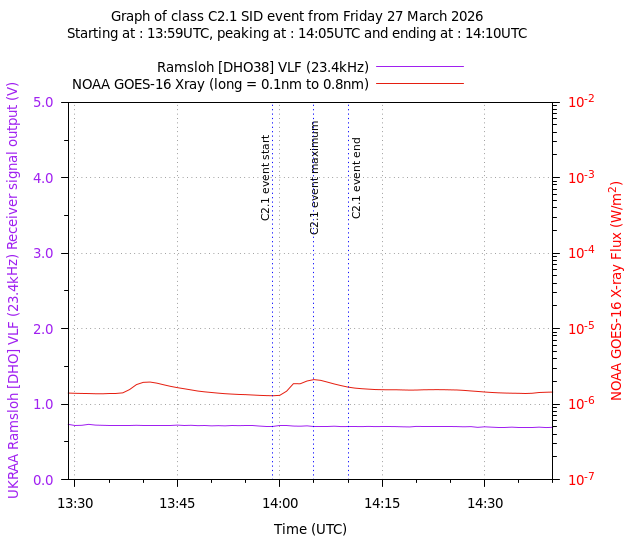 Graph of class C2.1 SID event from Friday 27 March 2026
Starting at : 13:59UTC, peaking at : 14:05UTC and ending at : 14:10UTC
Ramsloh [DHO38] VLF (23.4kHz)
NOAA GOES-16 Xray (long = 0.1nm to 0.8nm)
UKRAA Ramsloh [DHO] VLF (23.4kHz) Receiver signal output (V)
5.0
4.0
3.0
2.0
1.0
0.0
C2.1 event start
C2.1 event maximum
C2.1 event end
10-2
10-3
10-4
10-5
10-6
10-7
NOAA GOES-16 X-ray Flux (W/m2)
13:30 13:45 14:00 14:15 14:30
Time (UTC)